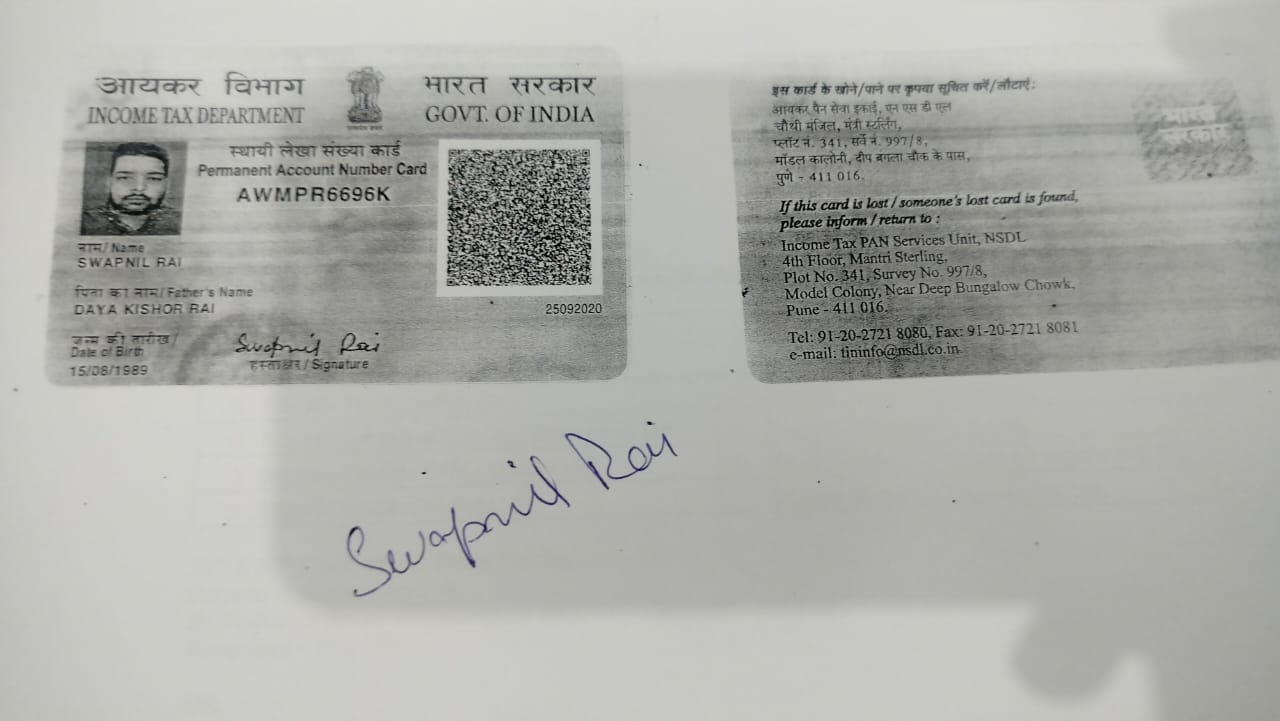 आयकर विभाग
INCOME TAX DEPARTMENT
भारत सरकार
GOVT. OF INDIA
स्थायी लेखा संख्या कार्ड
Permanent Account Number Card
AWMPR6696K
नाम/Name
SWAPNIL RAI
पिता का नाम/Father's Name
DAYA KISHOR RAI
जन्म की तारीख/
Date of Birth
15/08/1989
Swapnil Rai
हस्ताक्षर/Signature
25092020
इस कार्ड के खोने/पाने पर कृपया सूचित करें/लौटाएं:
आयकर पैन सेवा इकाई, एन एस डी एल
चौथी मंजिल, मंत्री स्टर्लिंग,
प्लॉट नं. 341, सर्वे नं. 997/8,
मॉडल कालोनी, दीप बंगला चौक के पास,
पुणे - 411 016.
If this card is lost / someone's lost card is found,
please inform / return to :
Income Tax PAN Services Unit, NSDL
4th Floor, Mantri Sterling,
Plot No. 341, Survey No. 997/8,
Model Colony, Near Deep Bungalow Chowk,
Pune - 411 016.
Tel: 91-20-2721 8080, Fax: 91-20-2721 8081
e-mail: tininfo@nsdl.co.in
भारत
सरकार
Swapnil Rai